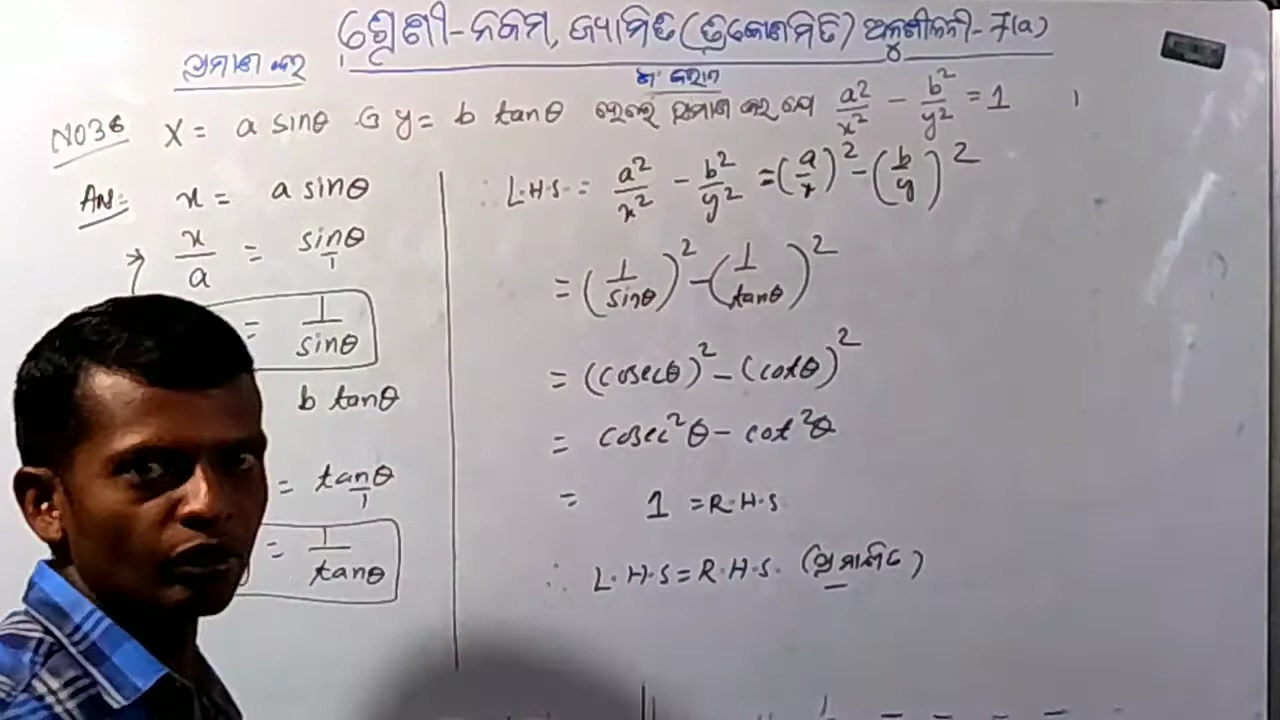 ଶ୍ରେଣୀ-ନବମ, ଜ୍ୟାମିତି (ତ୍ରିକୋଣମିତି) ଅନୁଶୀଳନୀ-7(a)
ପ୍ରମାଣ କର
NO36 X = a sinθ ଓ y = b tanθ ହେଲେ ପ୍ରମାଣ କର ଯେ a²/x² - b²/y² = 1 ।
Ans: x = a sinθ
x/a = sinθ/1
= 1/sinθ
b tanθ
= tanθ/1
= 1/tanθ
∴ L.H.S. = a²/x² - b²/y² = (a/x)² - (b/y)²
= (1/sinθ)² - (1/tanθ)²
= (cosecθ)² - (cotθ)²
= cosec²θ - cot²θ
= 1 = R.H.S.
∴ L.H.S = R.H.S. (ପ୍ରମାଣିତ)